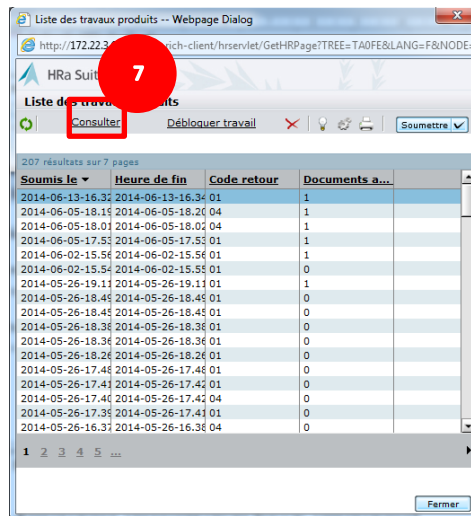 Liste des travaux produits -- Webpage Dialog
http://172.22.3 rich-client/hrservlet/GetHRPage?TREE=TA0FE&LANG=F&NODE=
HRa Suit
7
Liste des trava its
Consulter Débloquer travail Soumettre
207 résultats sur 7 pages
Soumis le Heure de fin Code retour Documents a...
2014-06-13-16.32 2014-06-13-16.34 01 1
2014-06-05-18.19 2014-06-05-18.20 04 1
2014-06-05-18.01 2014-06-05-18.02 04 1
2014-06-05-17.53 2014-06-05-17.53 01 1
2014-06-02-15.56 2014-06-02-15.56 01 1
2014-06-02-15.54 2014-06-02-15.55 01 0
2014-05-26-19.11 2014-05-26-19.11 01 1
2014-05-26-18.49 2014-05-26-18.49 01 0
2014-05-26-18.45 2014-05-26-18.45 01 0
2014-05-26-18.38 2014-05-26-18.38 01 0
2014-05-26-18.36 2014-05-26-18.36 01 0
2014-05-26-18.26 2014-05-26-18.26 01 0
2014-05-26-17.48 2014-05-26-17.48 01 0
2014-05-26-17.41 2014-05-26-17.42 01 0
2014-05-26-17.40 2014-05-26-17.42 04 0
2014-05-26-17.39 2014-05-26-17.41 01 0
2014-05-26-16.37 2014-05-26-16.38 04 0
1 2 3 4 5 ...
Fermer